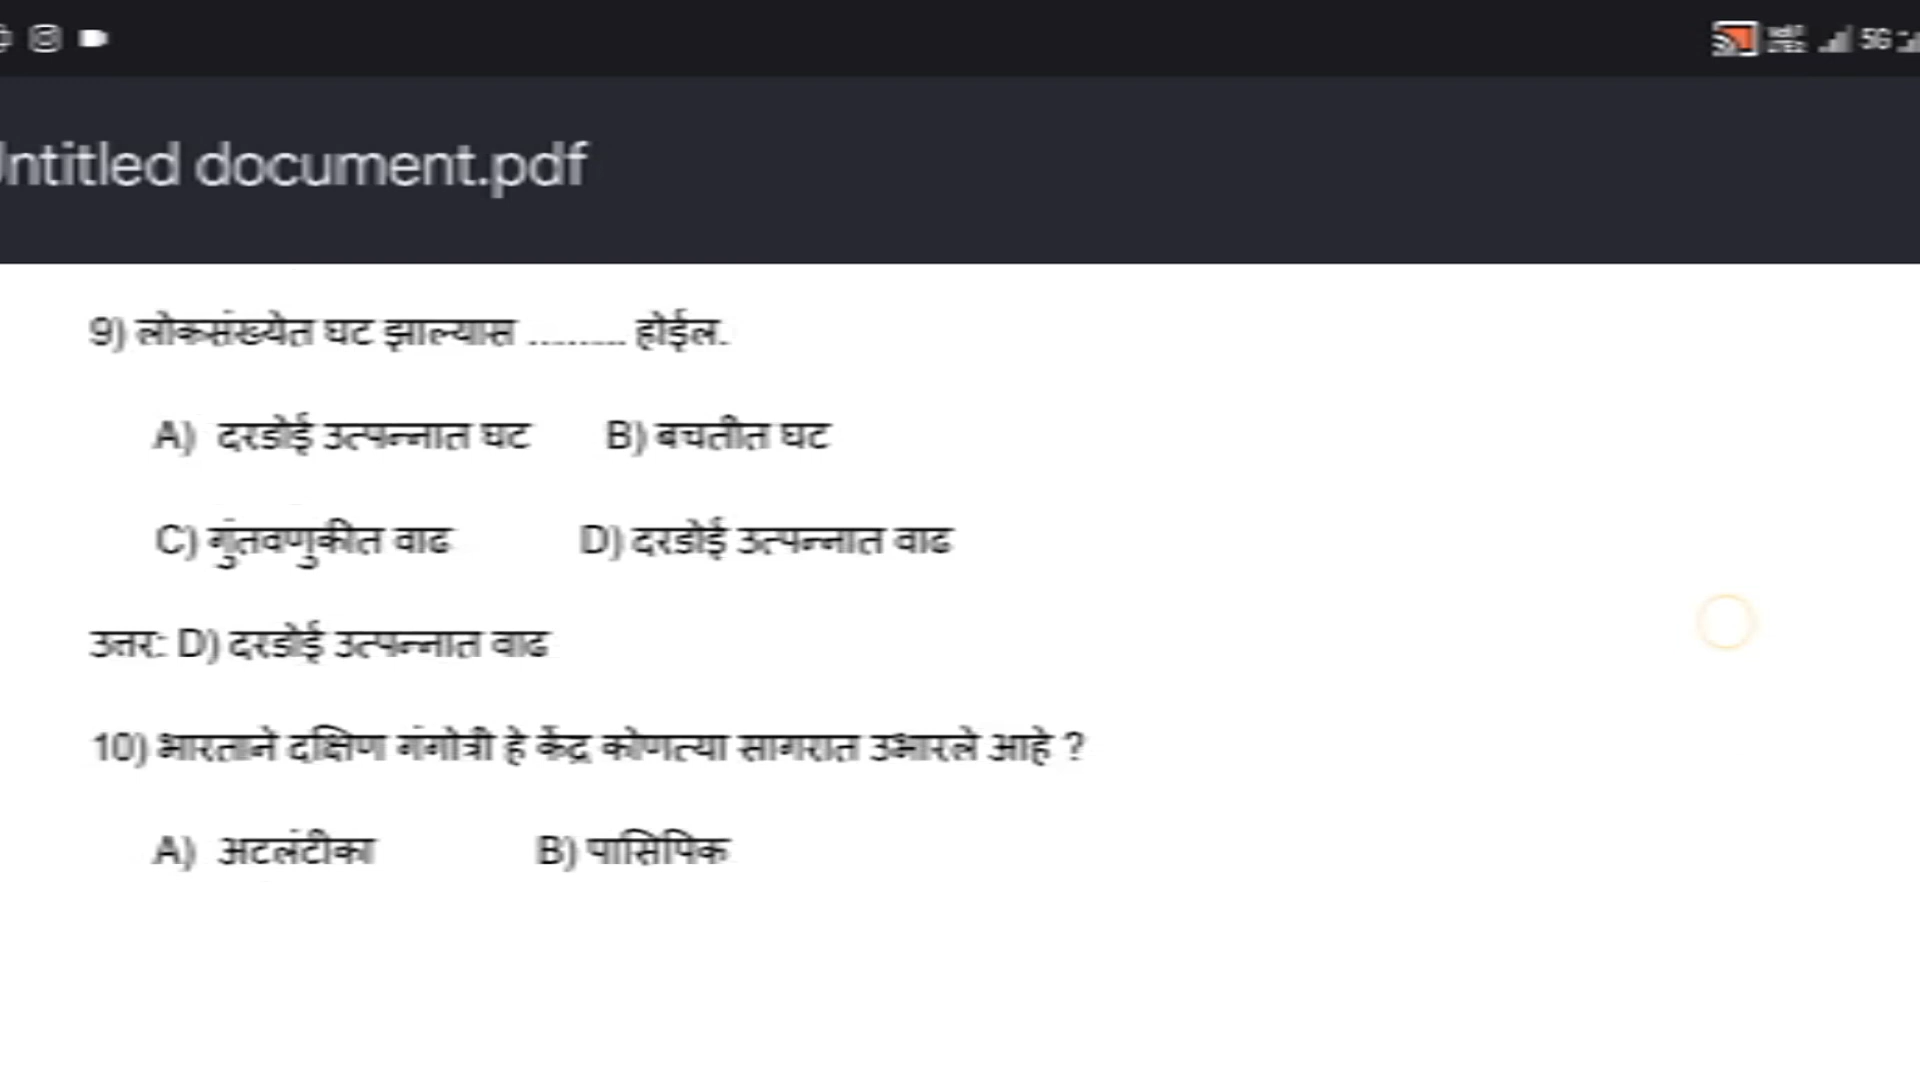 5G
Untitled document.pdf
9) लोकसंख्येत घट झाल्यास ........ होईल.
A) दरडोई उत्पन्नात घट B) बचतीत घट
C) गुंतवणुकीत वाढ D) दरडोई उत्पन्नात वाढ
उत्तर: D) दरडोई उत्पन्नात वाढ
10) भारताने दक्षिण गंगोत्री हे केंद्र कोणत्या सागरात उभारले आहे ?
A) अटलंटीका B) पासिपिक